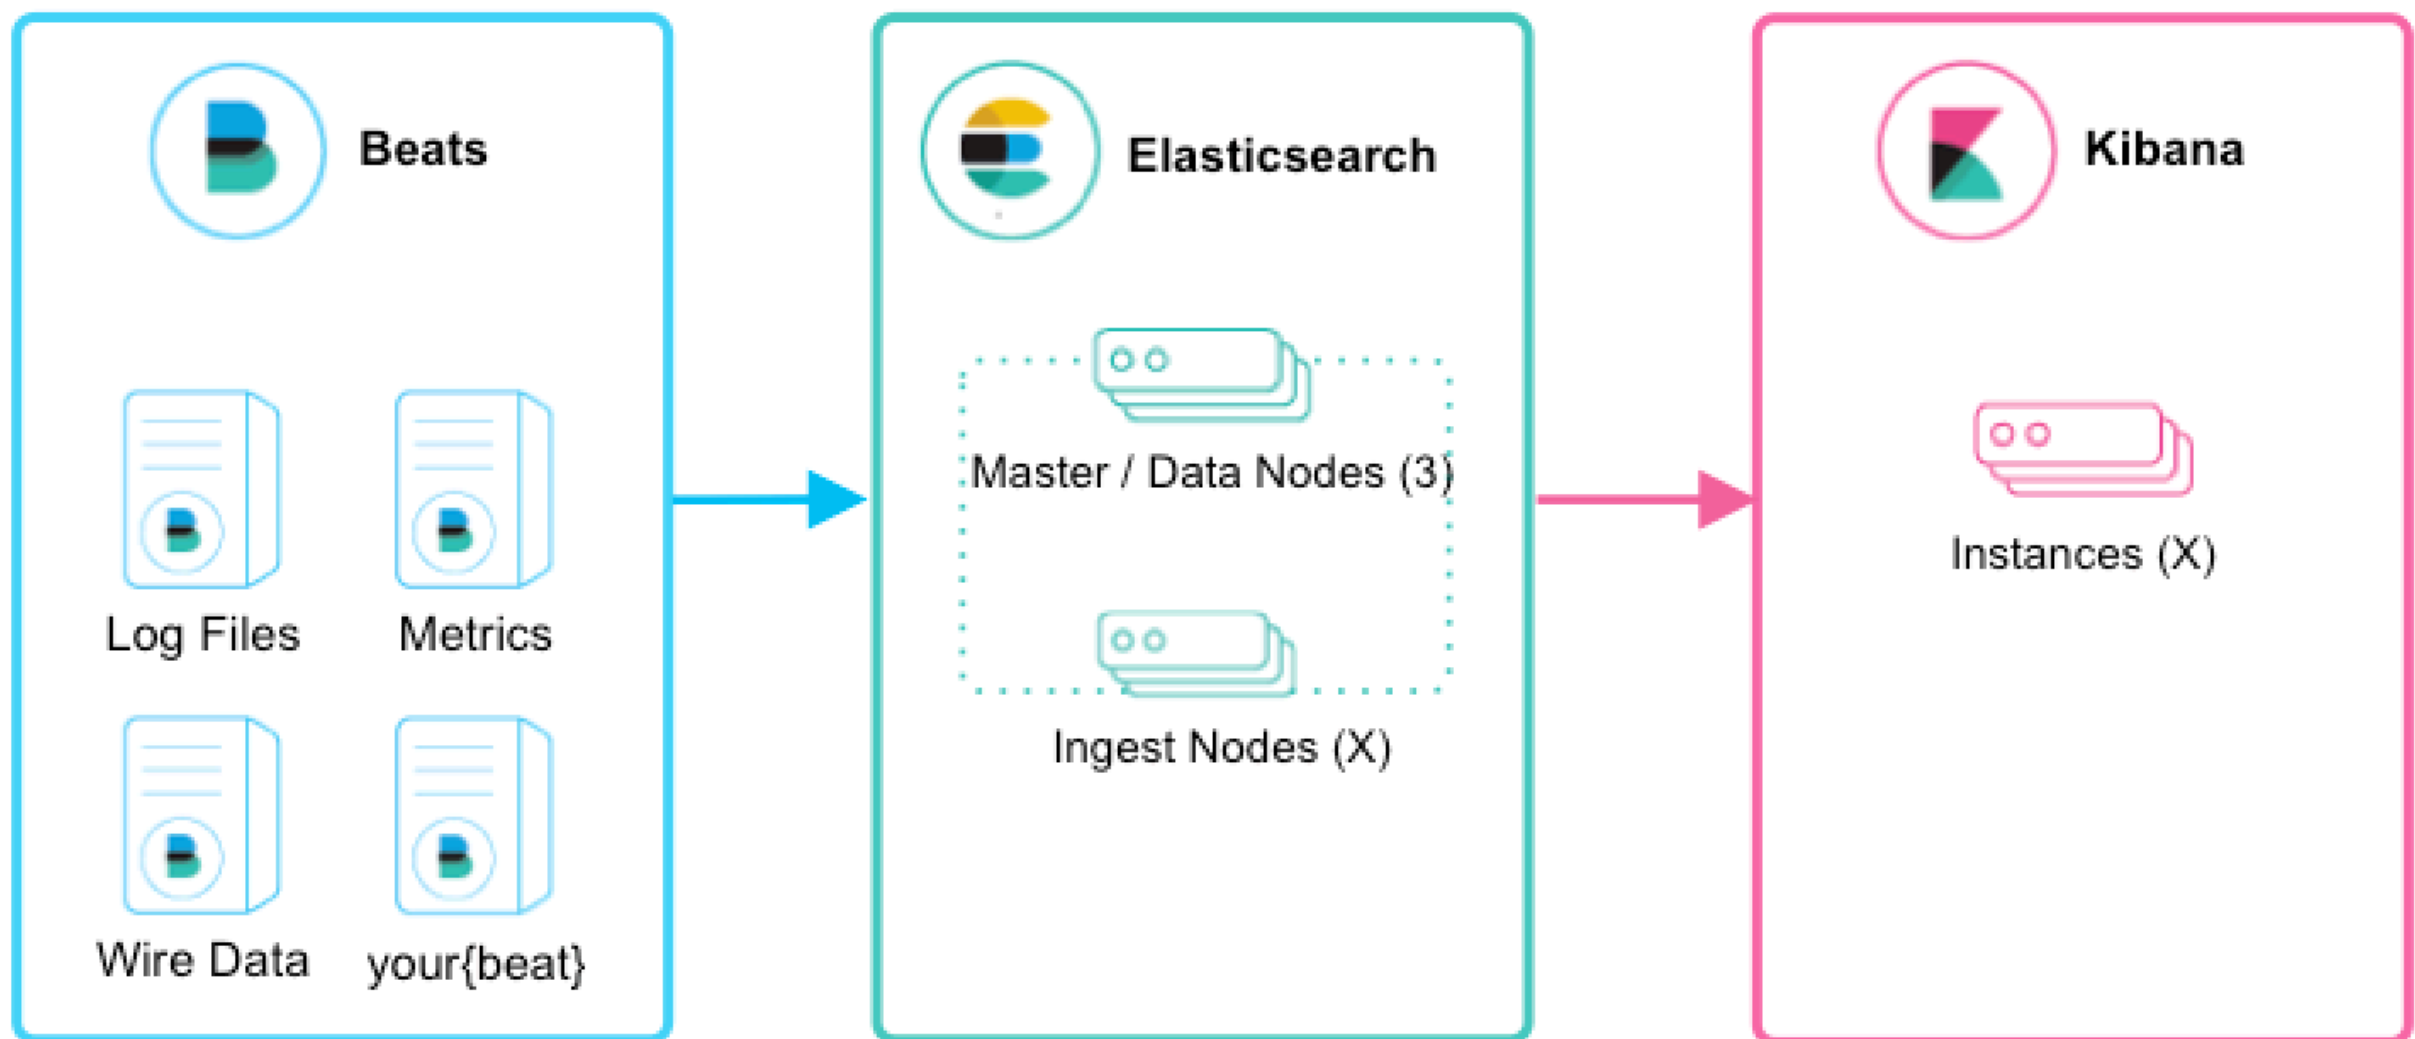 Beats
Log Files
Metrics
Wire Data
your{beat}
Elasticsearch
Master / Data Nodes (3)
Ingest Nodes (X)
Kibana
Instances (X)